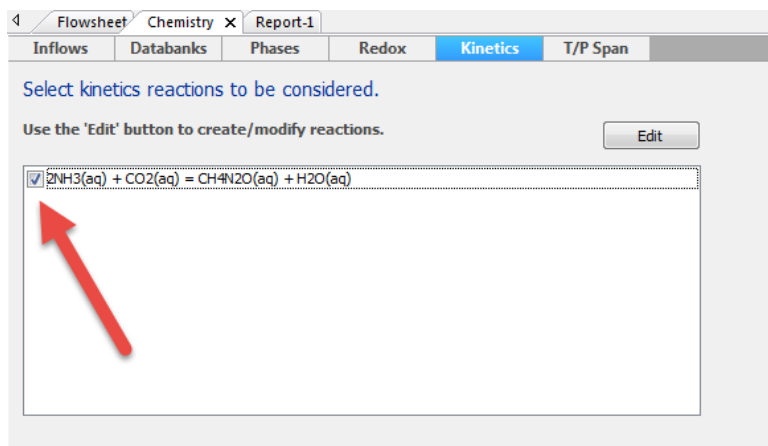 Flowsheet Chemistry X Report-1
Inflows Databanks Phases Redox Kinetics T/P Span
Select kinetics reactions to be considered.
Use the 'Edit' button to create/modify reactions.
Edit
2NH3(aq) + CO2(aq) = CH4N2O(aq) + H2O(aq)